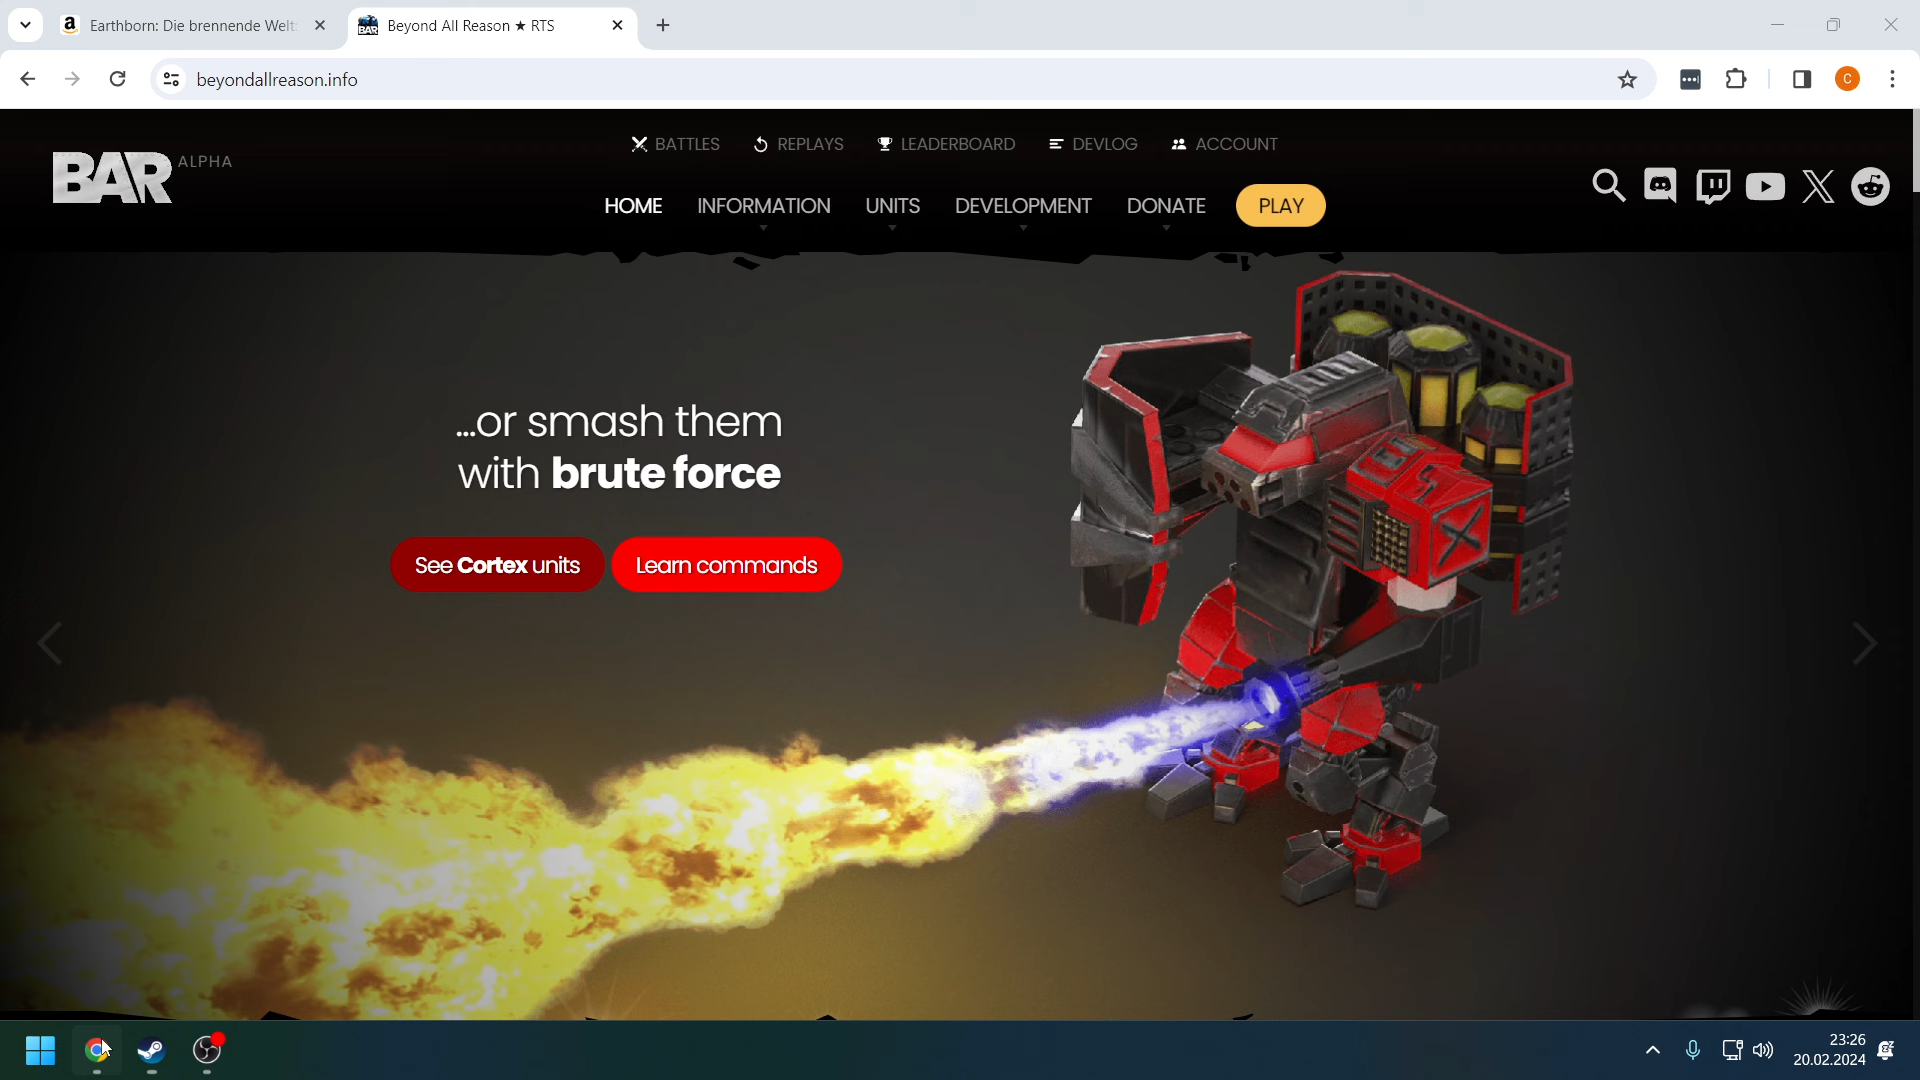 Earthborn: Die brennende Welt:
Beyond All Reason ★ RTS
beyondallreason.info
C
BAR ALPHA
BATTLES REPLAYS LEADERBOARD DEVLOG ACCOUNT
HOME INFORMATION UNITS DEVELOPMENT DONATE PLAY
...or smash them
with brute force
See Cortex units Learn commands
23:26
20.02.2024